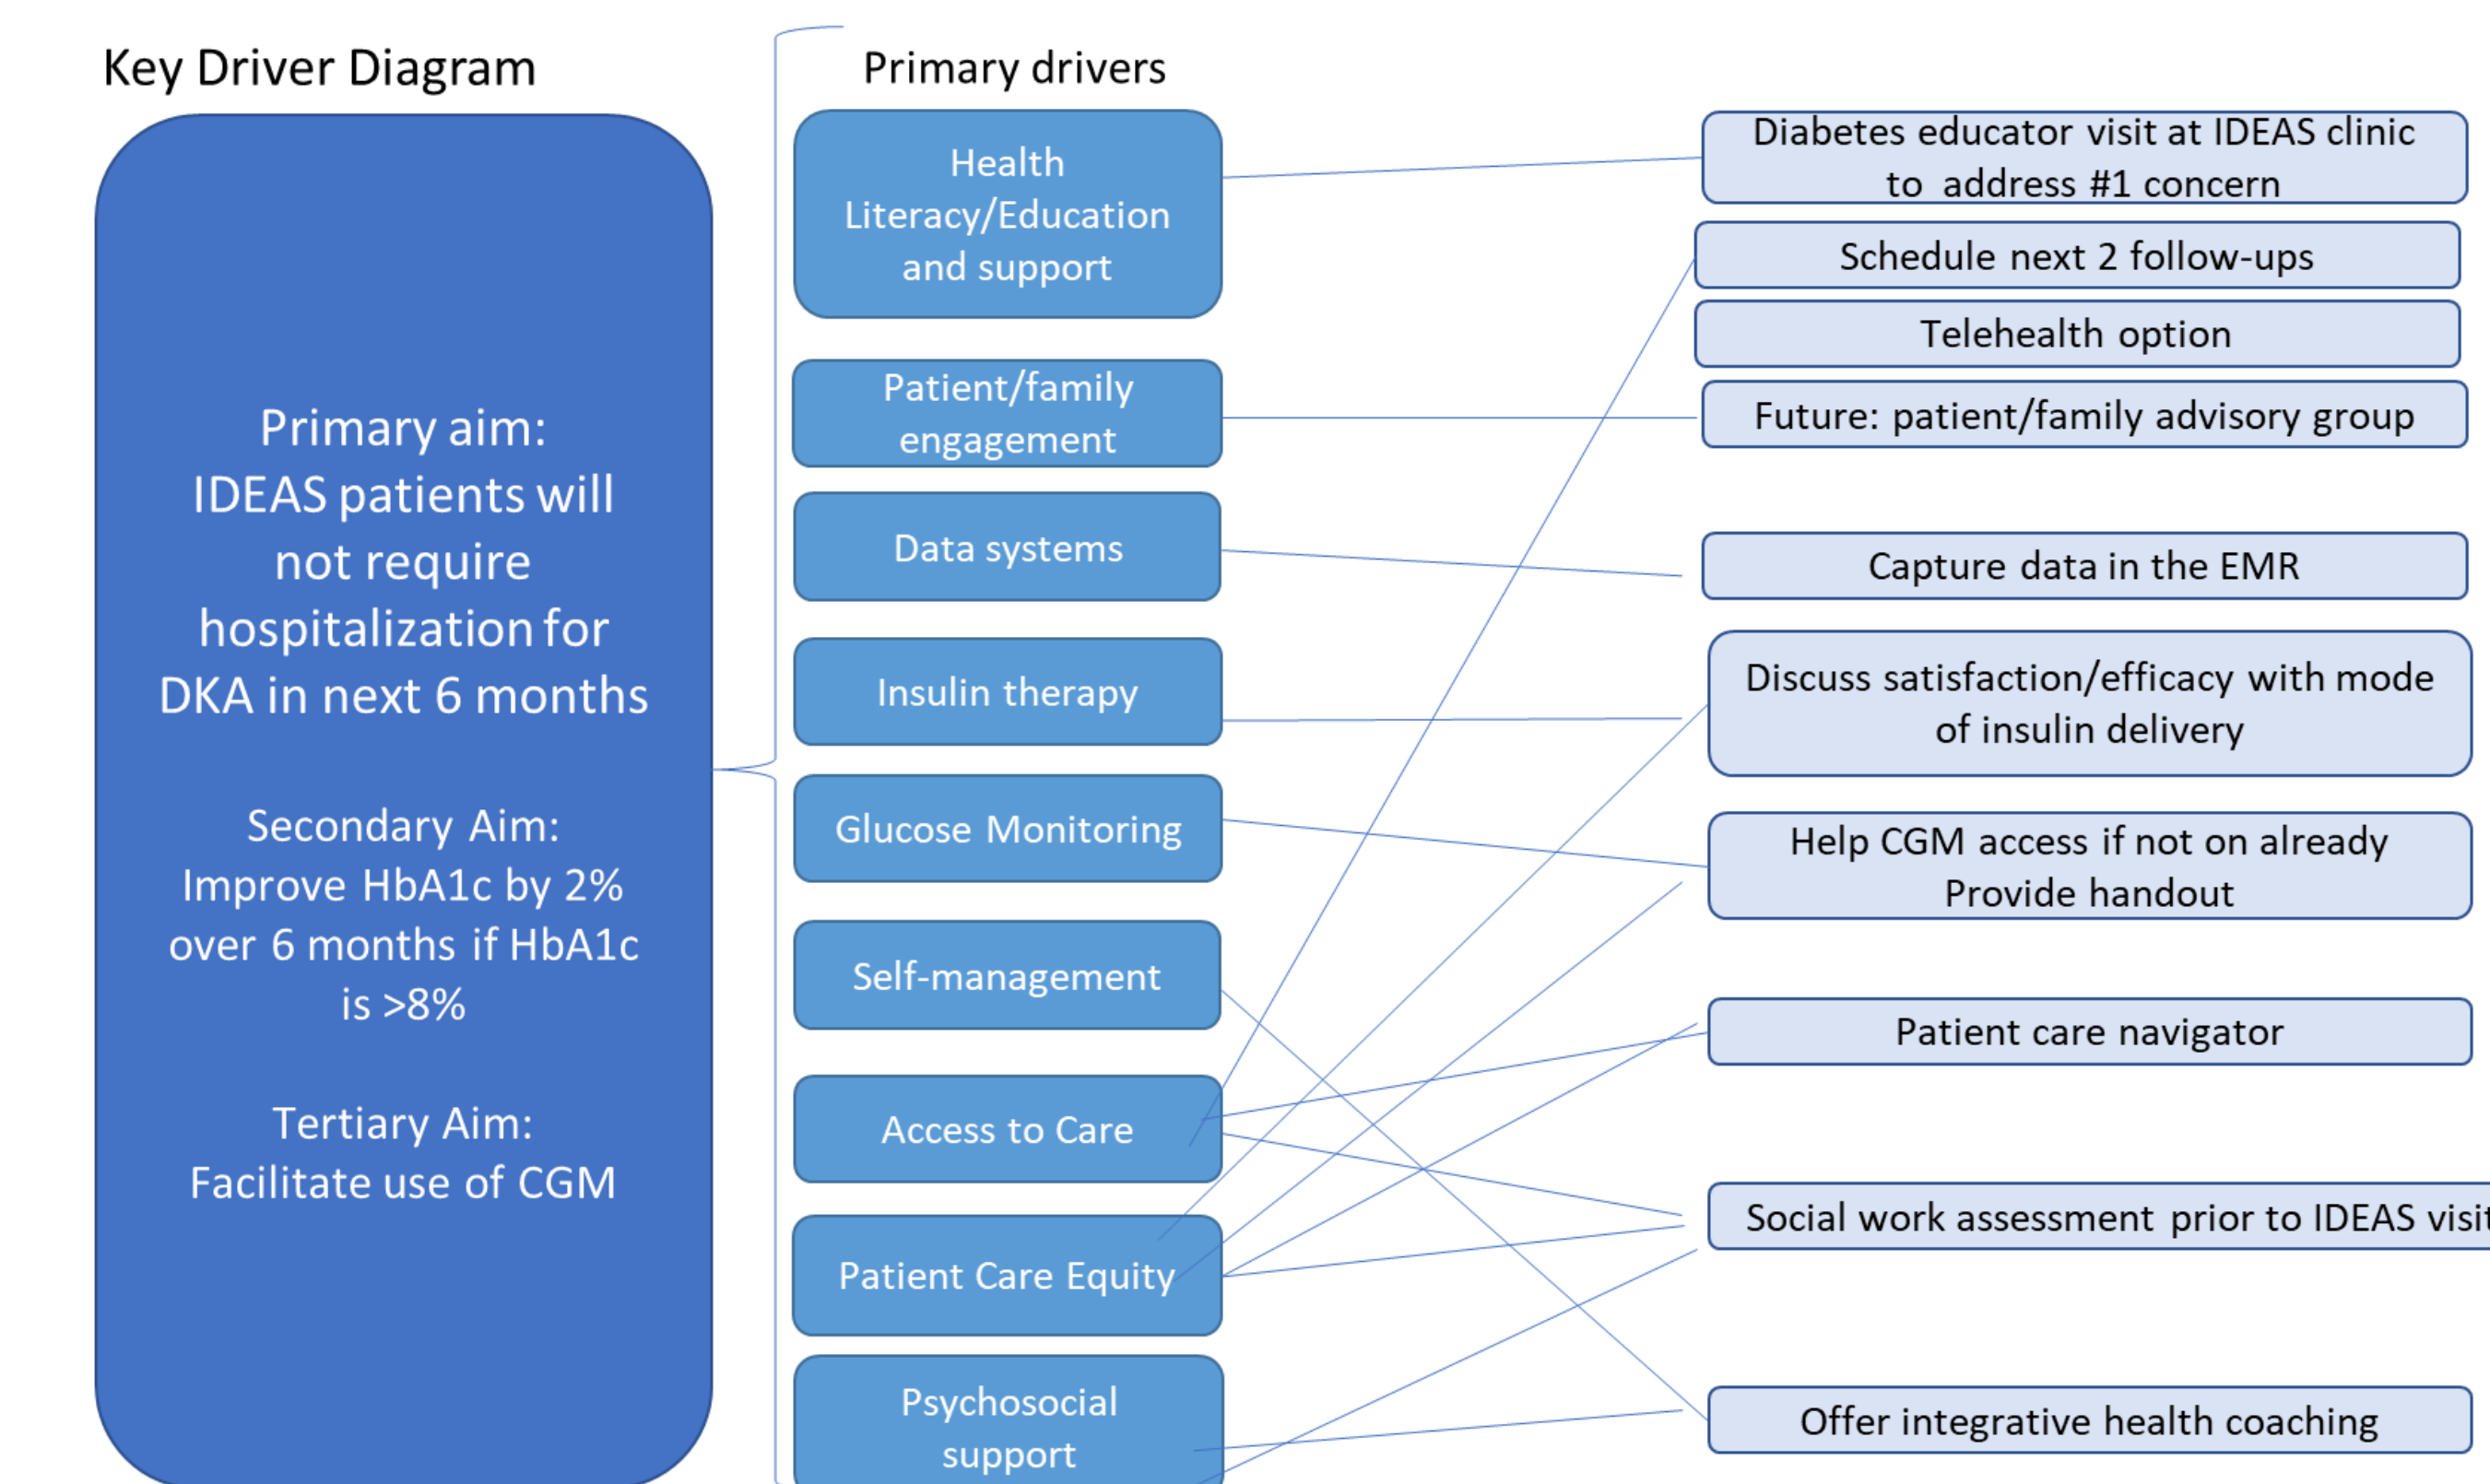 Key Driver Diagram
Primary aim:
IDEAS patients will
not require
hospitalization for
DKA in next 6 months
Secondary Aim:
Improve HbA1c by 2%
over 6 months if HbA1c
is >8%
Tertiary Aim:
Facilitate use of CGM
Primary drivers
Health
Literacy/Education
and support
Patient/family
engagement
Data systems
Insulin therapy
Glucose Monitoring
Self-management
Access to Care
Patient Care Equity
Psychosocial
support
Diabetes educator visit at IDEAS clinic
to address #1 concern
Schedule next 2 follow-ups
Telehealth option
Future: patient/family advisory group
Capture data in the EMR
Discuss satisfaction/efficacy with mode
of insulin delivery
Help CGM access if not on already
Provide handout
Patient care navigator
Social work assessment prior to IDEAS visit
Offer integrative health coaching